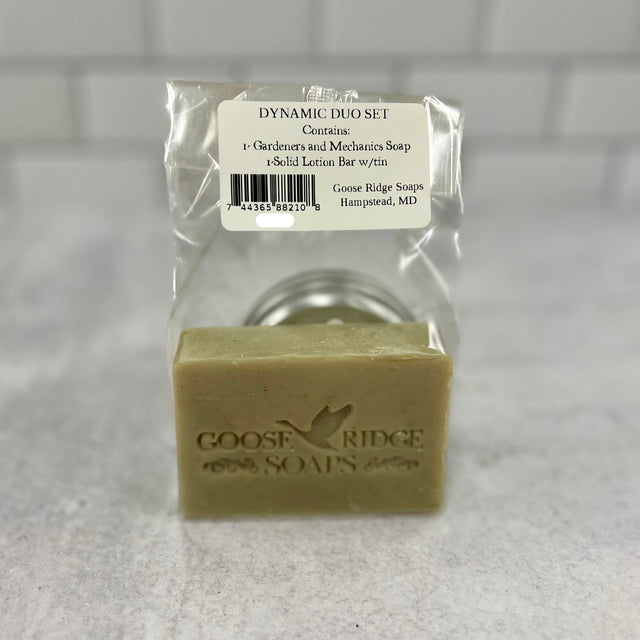 DYNAMIC DUO SET
Contains:
1- Gardeners and Mechanics Soap
1-Solid Lotion Bar w/tin
Goose Ridge Soaps
Hampstead, MD
7 44365 88210 8
GOOSE RIDGE
SOAPS